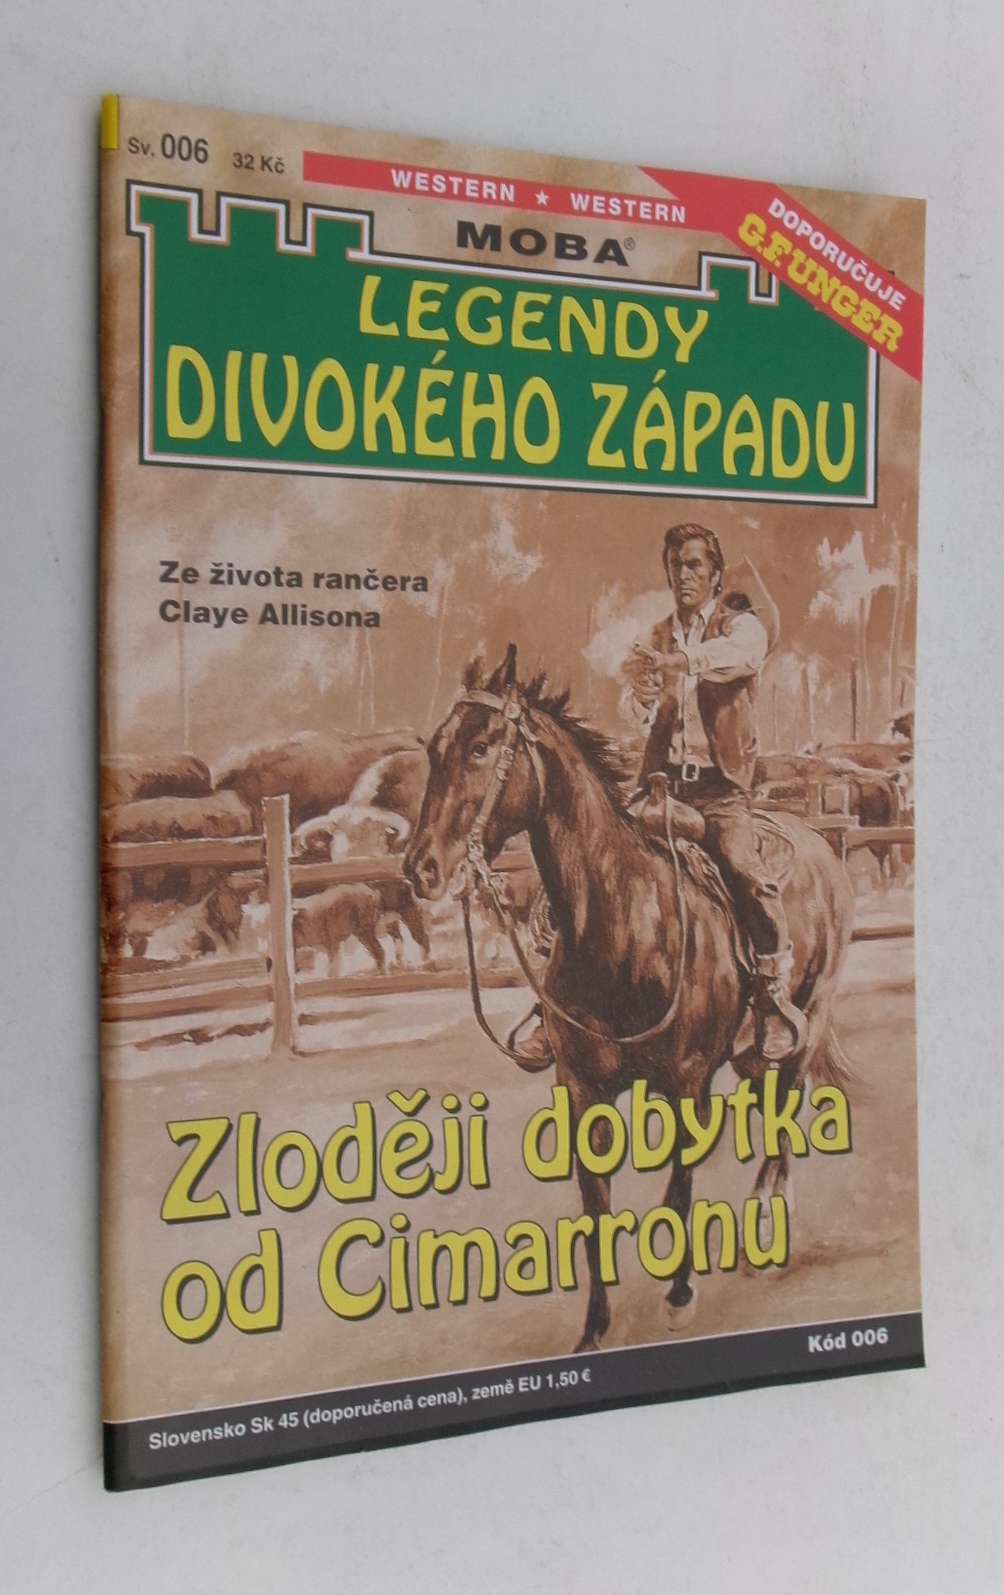 Sv. 006 32 Kč
WESTERN ★ WESTERN
DOPORUČUJE
G.F.UNGER
MOBA®
LEGENDY
DIVOKÉHO ZÁPADU
Ze života rančera
Claye Allisona
Zloději dobytka
od Cimarronu
Kód 006
Slovensko Sk 45 (doporučená cena), země EU 1,50 €